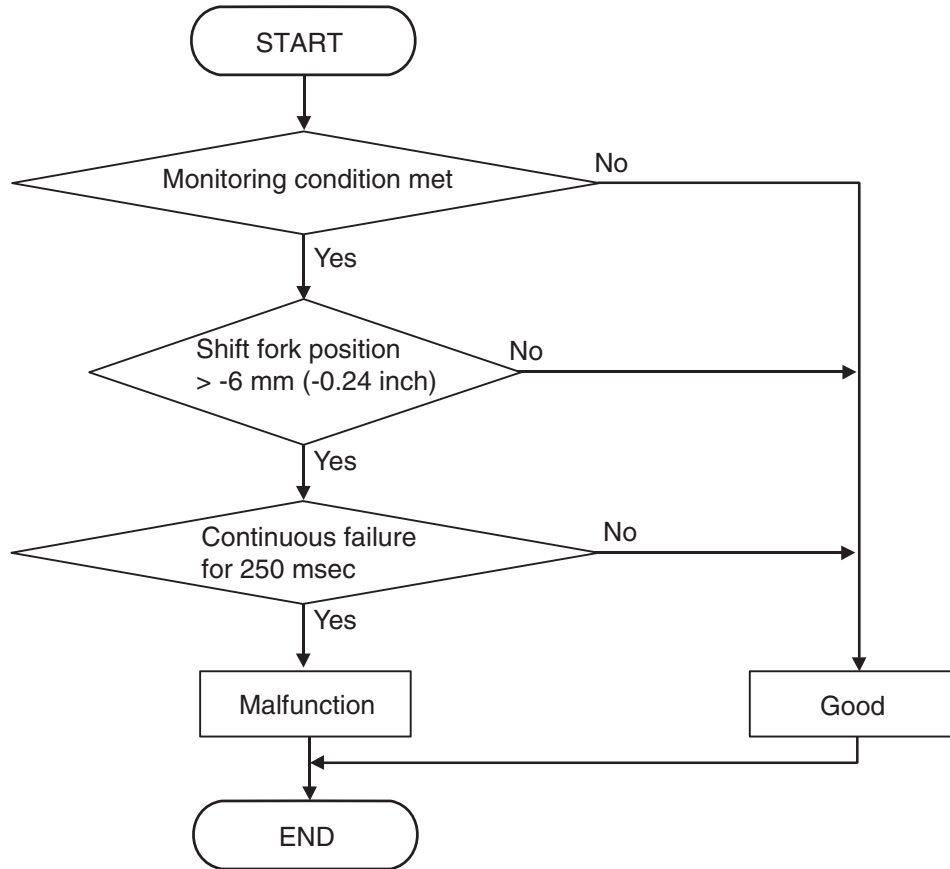 START
Monitoring condition met
No
Yes
Shift fork position
> -6 mm (-0.24 inch)
No
Yes
Continuous failure
for 250 msec
No
Yes
Malfunction
Good
END